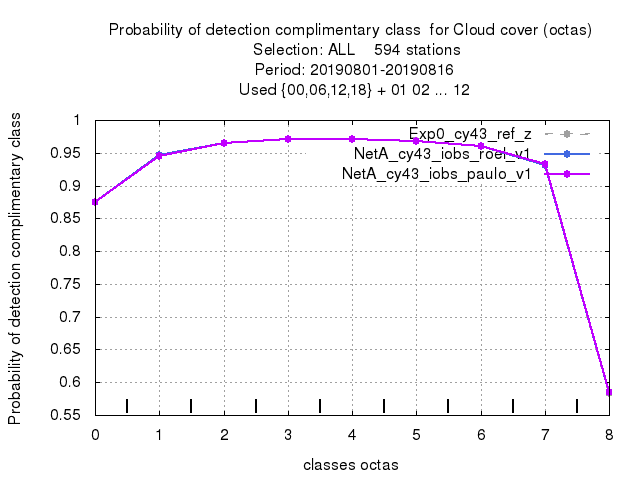 Probability of detection complimentary class  for Cloud cover (octas)
Selection: ALL    594 stations
Period: 20190801-20190816
Used {00,06,12,18} + 01 02 ... 12
Probability of detection complimentary class
Exp0_cy43_ref_z
NetA_cy43_iobs_roel_v1
NetA_cy43_iobs_paulo_v1
1
0.95
0.9
0.85
0.8
0.75
0.7
0.65
0.6
0.55
0 1 2 3 4 5 6 7 8
classes octas